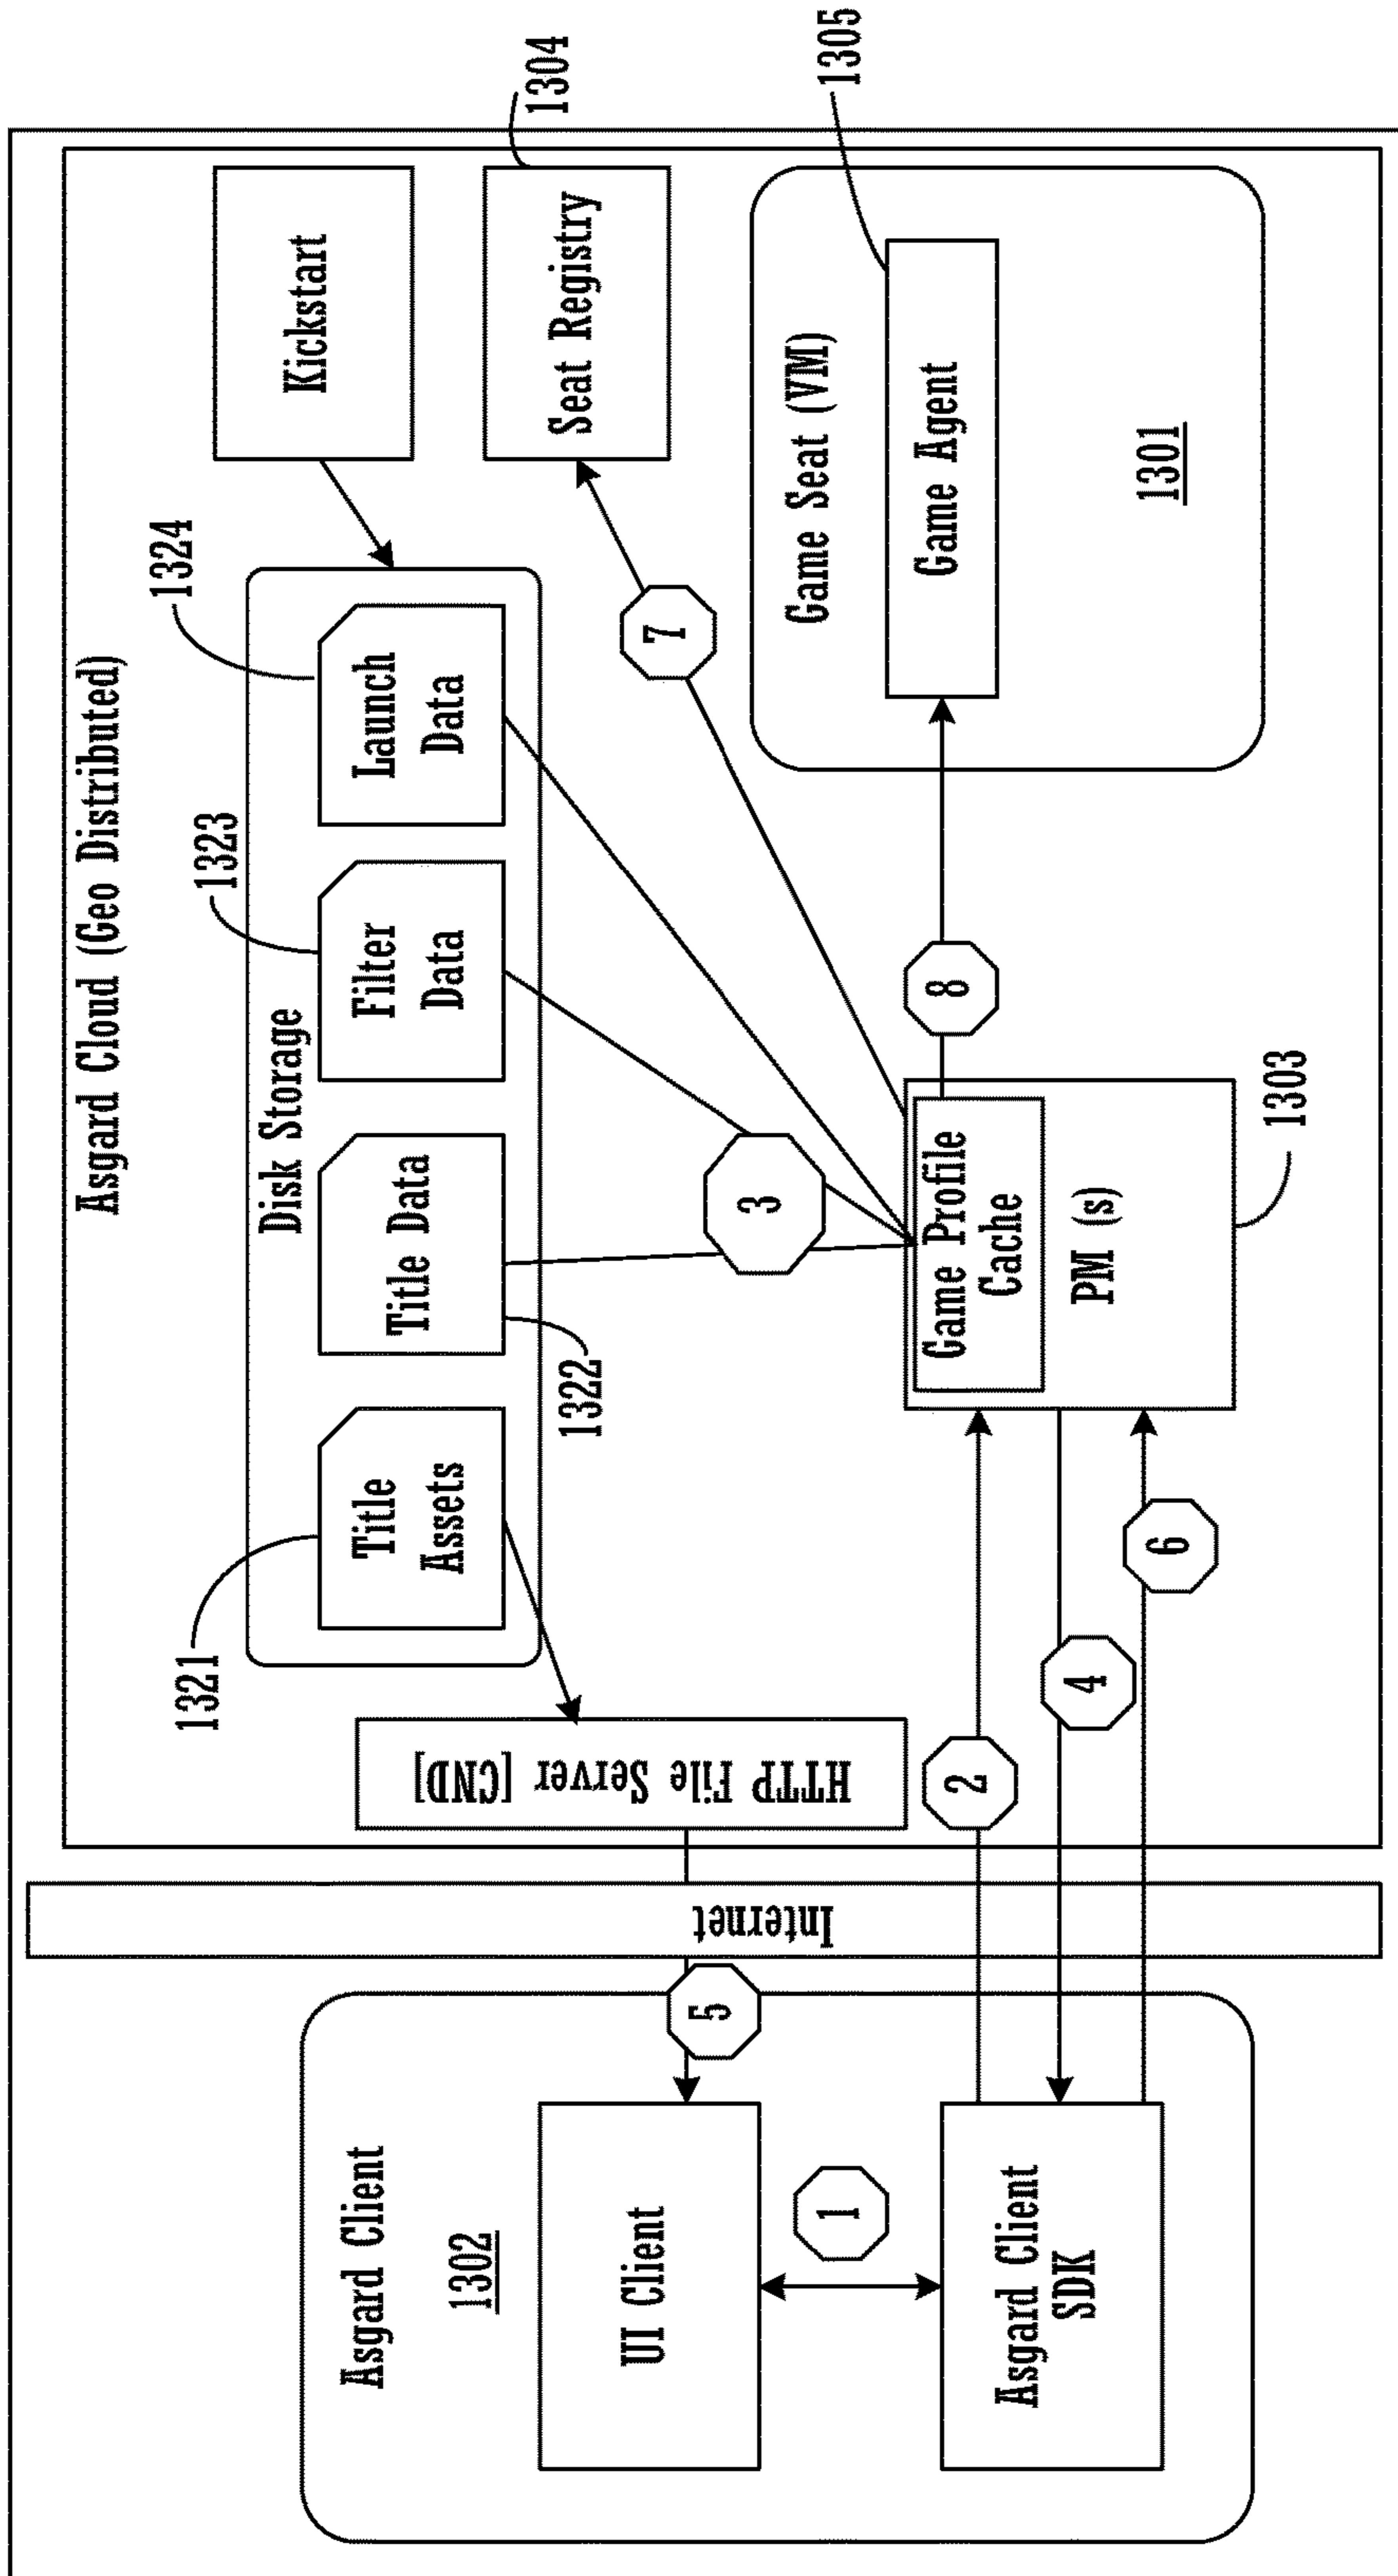 Asgard Cloud (Geo Distributed)
Asgard Client
1302
UI Client
1
Asgard Client
SDK
5
Internet
HTTP File Server [CND]
2
4
6
Disk Storage
1321
Title
Assets
1322
Title Data
1323
Filter
Data
1324
Launch
Data
Kickstart
Seat Registry
1304
3
7
8
Game Profile
Cache
PM (s)
1303
Game Seat (VM)
Game Agent
1305
1301